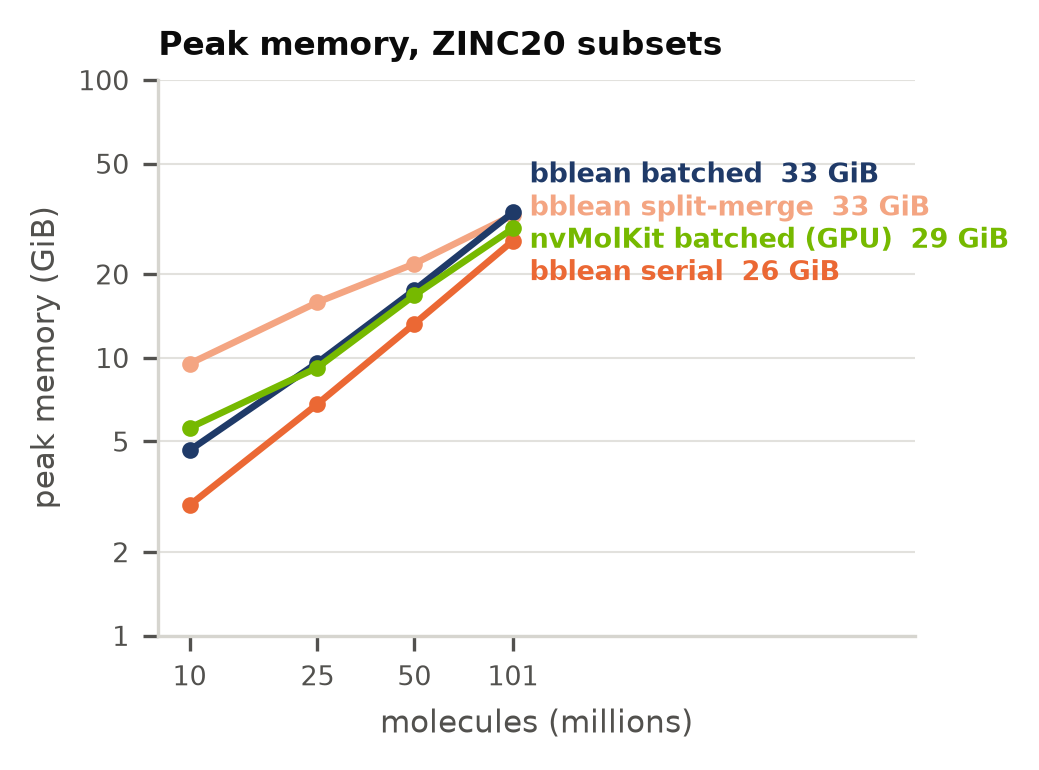 Peak memory, ZINC20 subsets
peak memory (GiB)
100
50
20
10
5
2
1
bblean batched  33 GiB
bblean split-merge  33 GiB
nvMolKit batched (GPU)  29 GiB
bblean serial  26 GiB
10 25 50 101
molecules (millions)